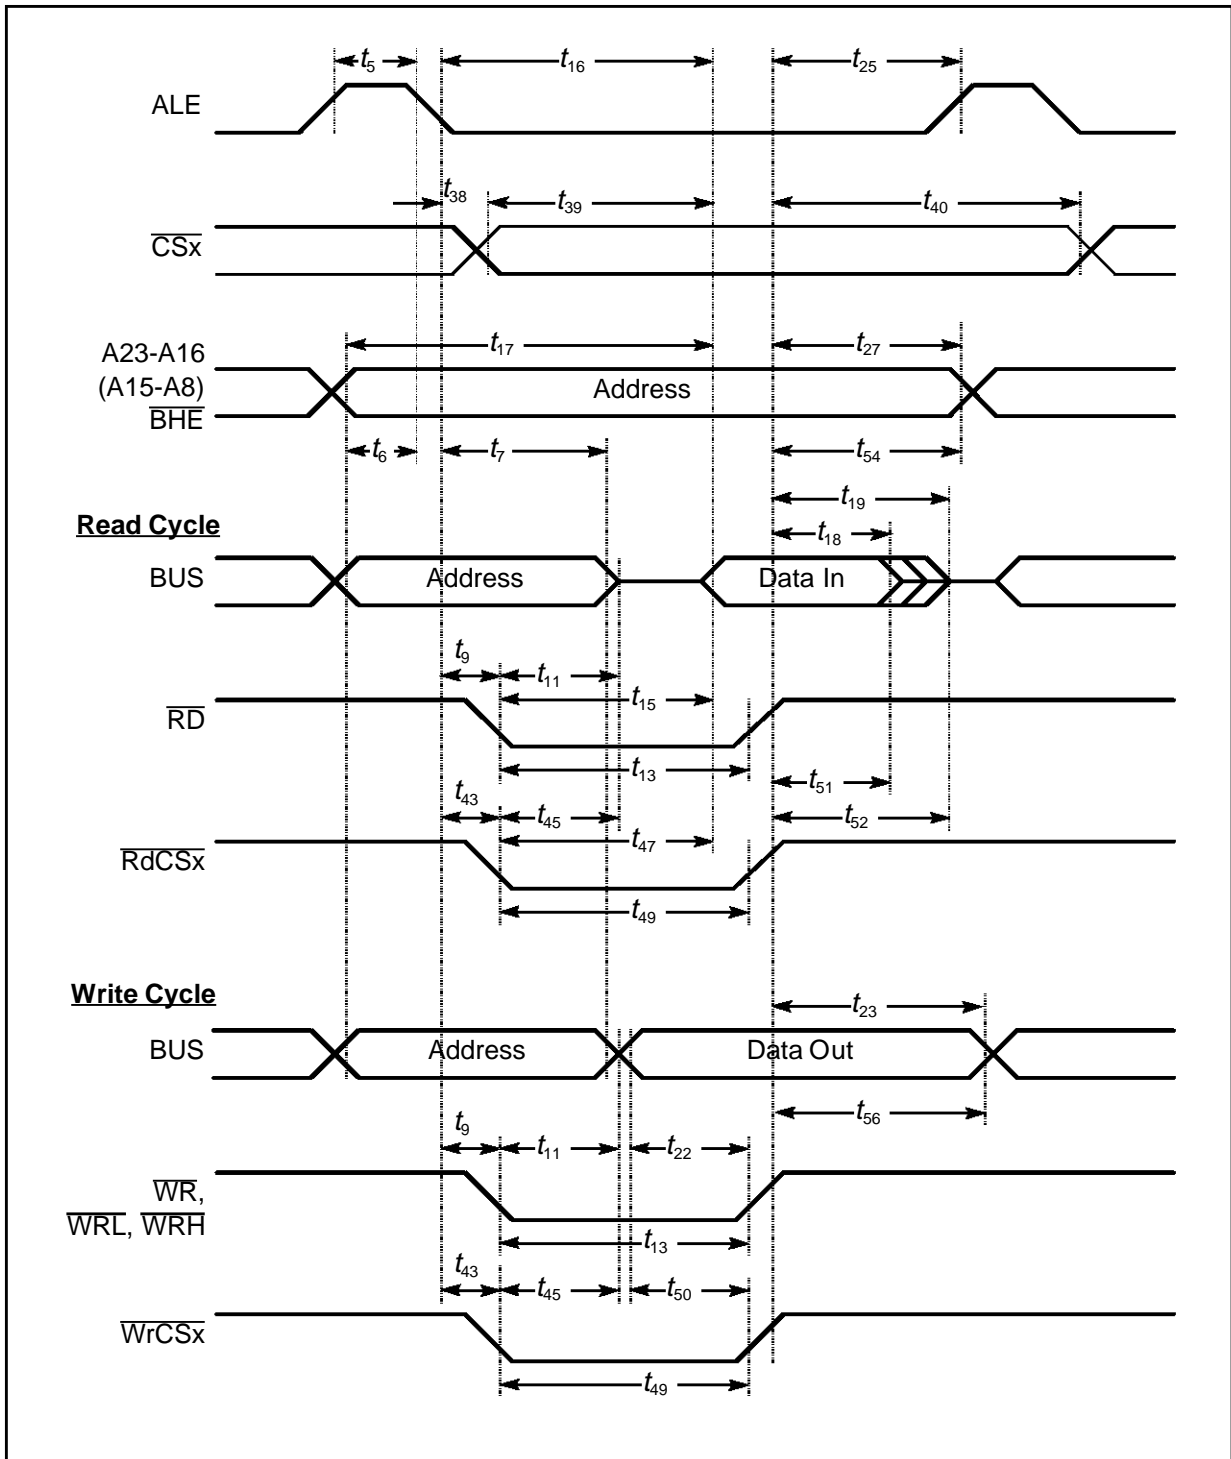 t5 t16 t25
ALE
t38 t39 t40
CSx
t17 t27
A23-A16
(A15-A8)
BHE
Address
t6 t7 t54
t19
Read Cycle
t18
BUS Address Data In
t9 t11
t15
RD
t13 t51
t43 t45 t52
t47
RdCSx
t49
Write Cycle
t23
BUS Address Data Out
t56
t9 t11 t22
WR,
WRL, WRH
t13
t43 t45 t50
WrCSx
t49